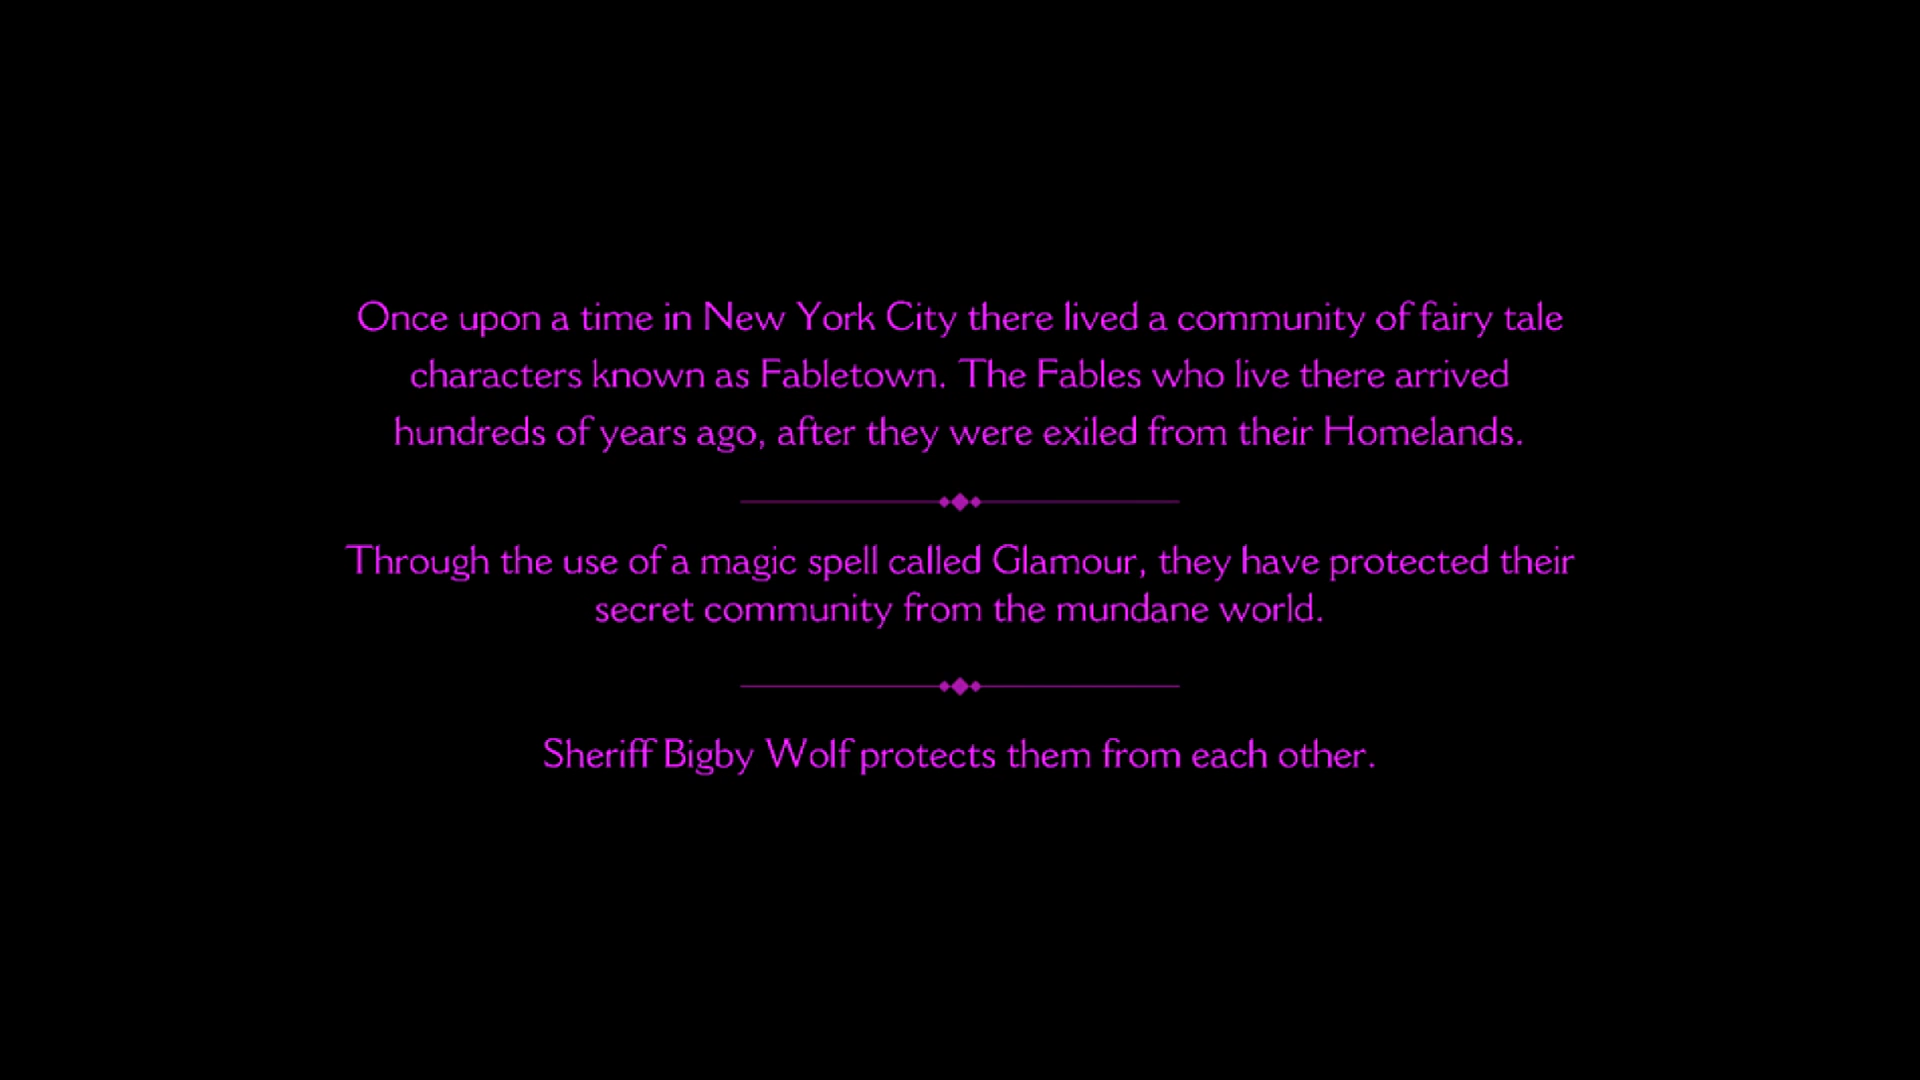 Once upon a time in New York City there lived a community of fairy tale
characters known as Fabletown. The Fables who live there arrived
hundreds of years ago, after they were exiled from their Homelands.
Through the use of a magic spell called Glamour, they have protected their
secret community from the mundane world.
Sheriff Bigby Wolf protects them from each other.